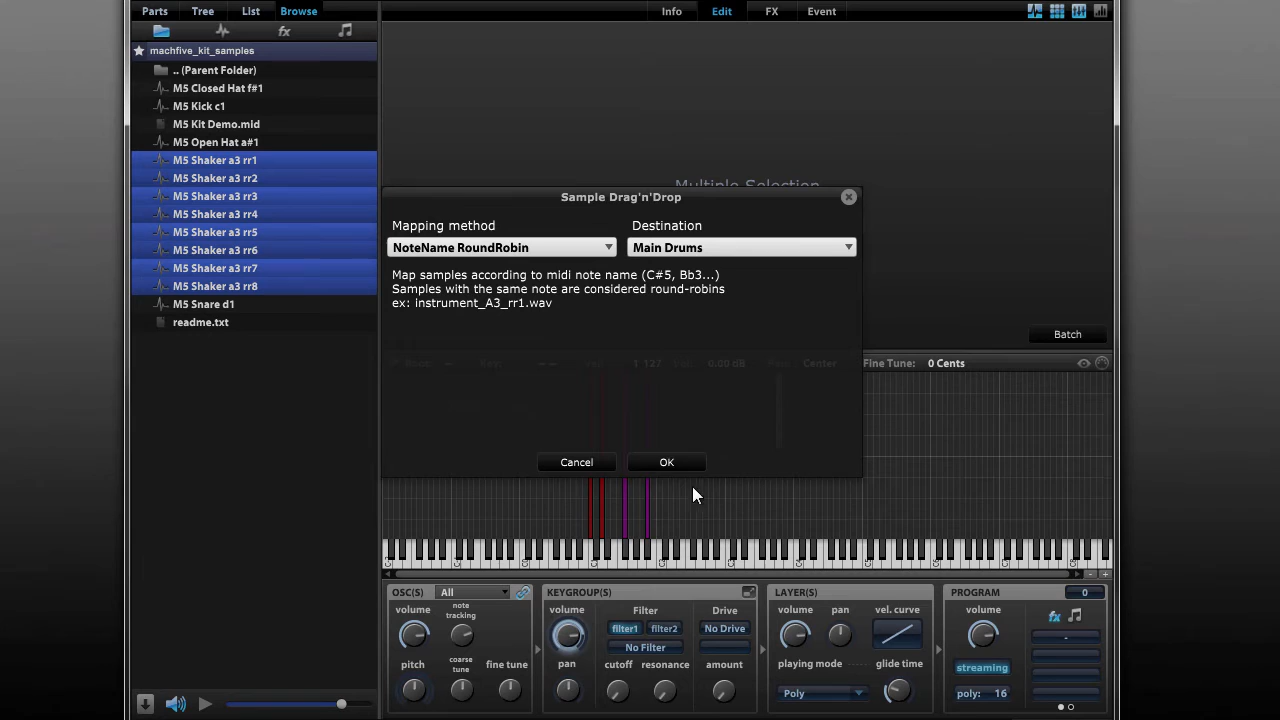 Parts Tree List Browse
Info Edit FX Event
machfive_kit_samples
.. (Parent Folder)
M5 Closed Hat f#1
M5 Kick c1
M5 Kit Demo.mid
M5 Open Hat a#1
M5 Shaker a3 rr1
M5 Shaker a3 rr2
M5 Shaker a3 rr3
M5 Shaker a3 rr4
M5 Shaker a3 rr5
M5 Shaker a3 rr6
M5 Shaker a3 rr7
M5 Shaker a3 rr8
M5 Snare d1
readme.txt
Multiple Selection
Sample Drag'n'Drop
Mapping method Destination
NoteName RoundRobin Main Drums
Map samples according to midi note name (C#5, Bb3...)
Samples with the same note are considered round-robins
ex: instrument_A3_rr1.wav
Cancel OK
Batch
1 127 0.00 dB Center Fine Tune: 0 Cents
OSC(S) All
volume note tracking
pitch coarse tune fine tune
KEYGROUP(S)
volume Filter Drive
filter1 filter2 No Drive
No Filter
pan cutoff resonance amount
LAYER(S)
volume pan vel. curve
playing mode glide time
Poly
PROGRAM 0
volume fx
-
streaming
poly: 16